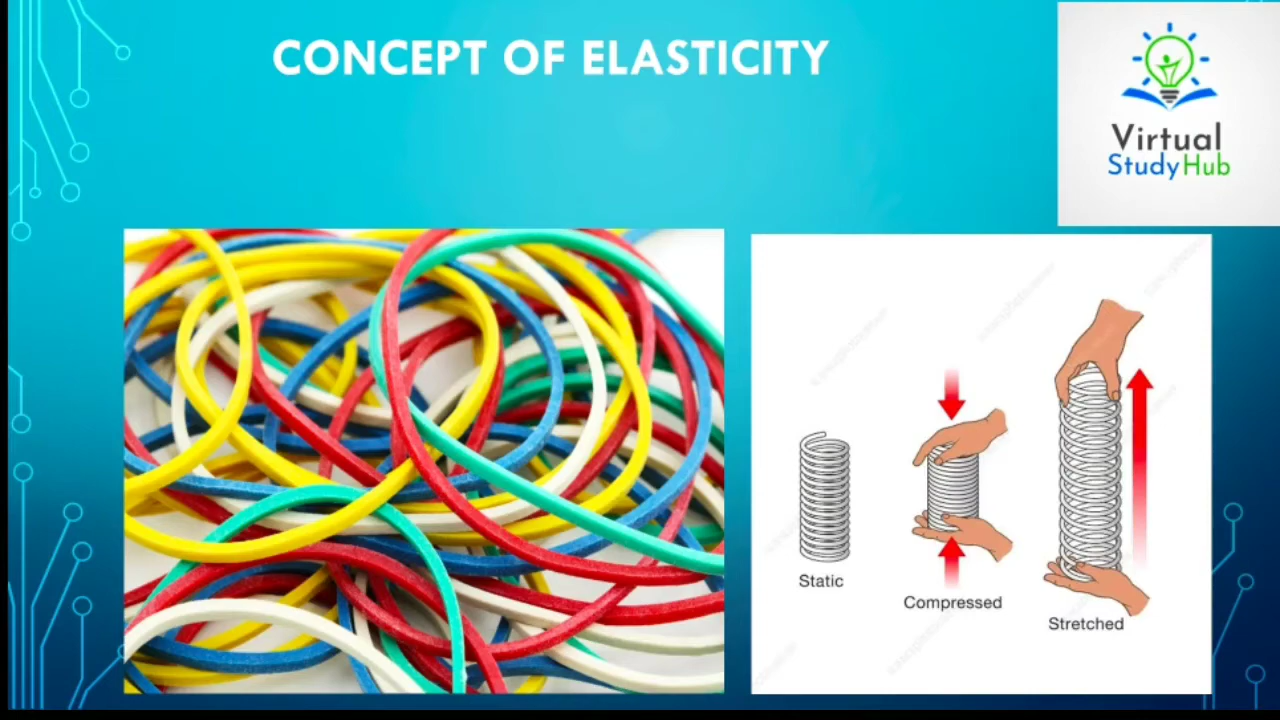 CONCEPT OF ELASTICITY
Virtual
StudyHub
Static
Compressed
Stretched